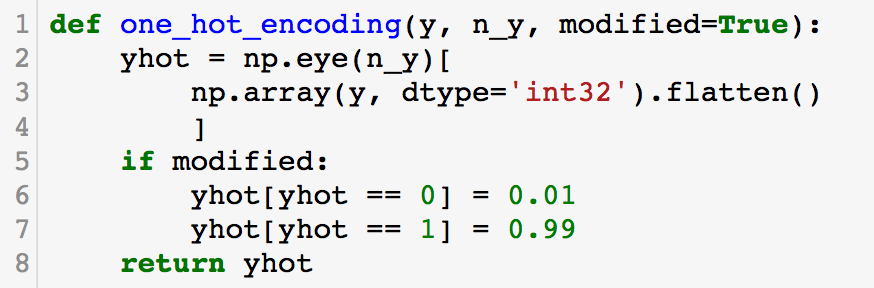 1 def one_hot_encoding(y, n_y, modified=True):
2     yhot = np.eye(n_y)[
3         np.array(y, dtype='int32').flatten()
4         ]
5     if modified:
6         yhot[yhot == 0] = 0.01
7         yhot[yhot == 1] = 0.99
8     return yhot